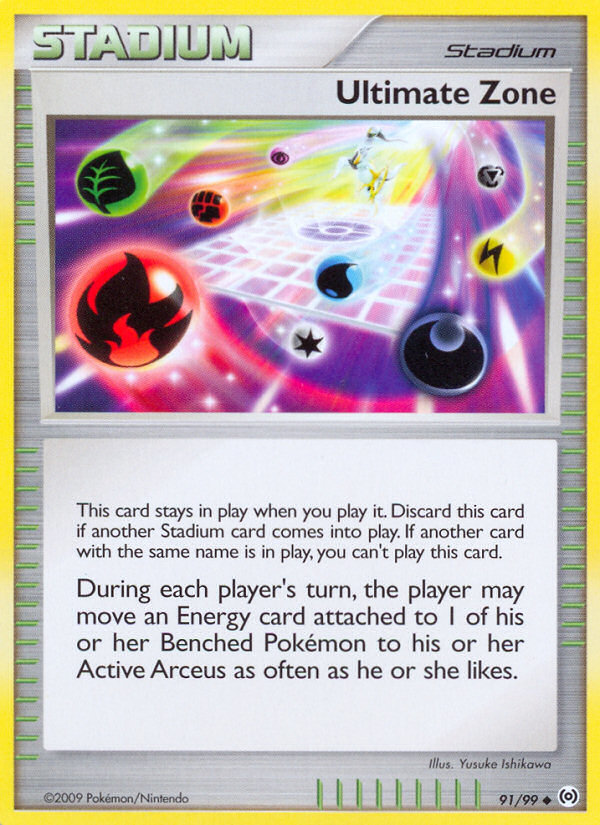 STADIUM
Stadium
Ultimate Zone
This card stays in play when you play it. Discard this card
if another Stadium card comes into play. If another card
with the same name is in play, you can't play this card.
During each player's turn, the player may
move an Energy card attached to 1 of his
or her Benched Pokémon to his or her
Active Arceus as often as he or she likes.
Illus. Yusuke Ishikawa
©2009 Pokémon/Nintendo
91/99